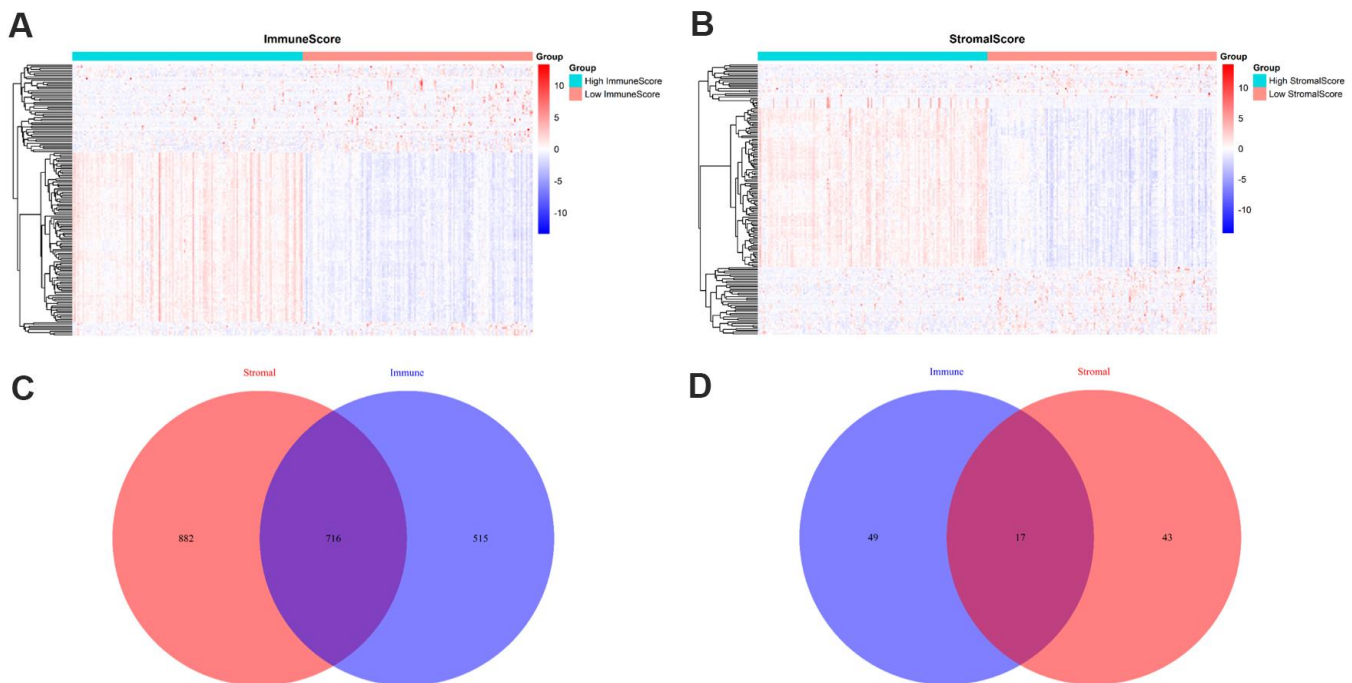 A
ImmuneScore
Group
10
5
0
-5
-10
Group
High ImmuneScore
Low ImmuneScore
B
StromalScore
Group
10
5
0
-5
-10
Group
High StromalScore
Low StromalScore
C
Stromal
Immune
882
716
515
D
Immune
Stromal
49
17
43